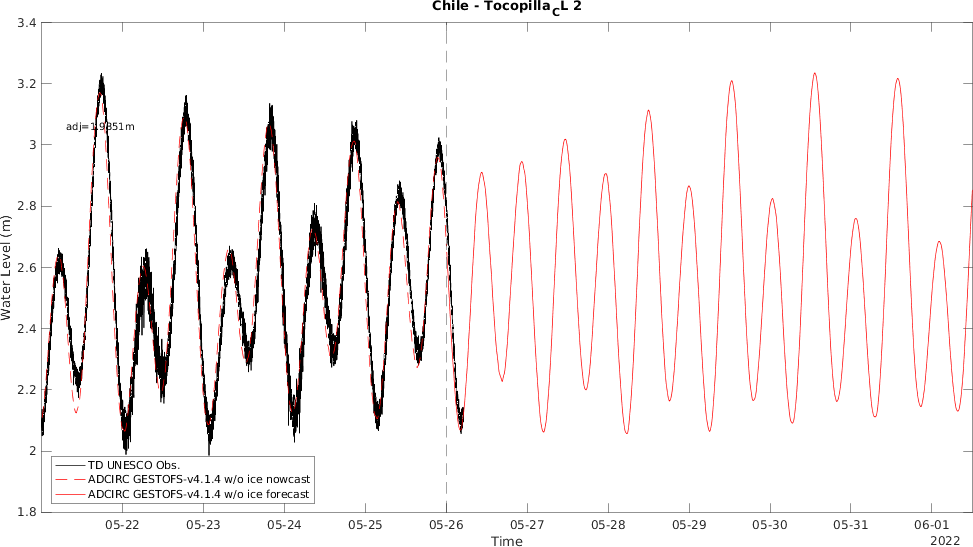 Chile - Tocopilla_CL 2
3.4
3.2
3
2.8
2.6
2.4
2.2
2
1.8
Water Level (m)
adj=1.9351m
TD UNESCO Obs.
ADCIRC GESTOFS-v4.1.4 w/o ice nowcast
ADCIRC GESTOFS-v4.1.4 w/o ice forecast
05-22 05-23 05-24 05-25 05-26 05-27 05-28 05-29 05-30 05-31 06-01
Time
2022